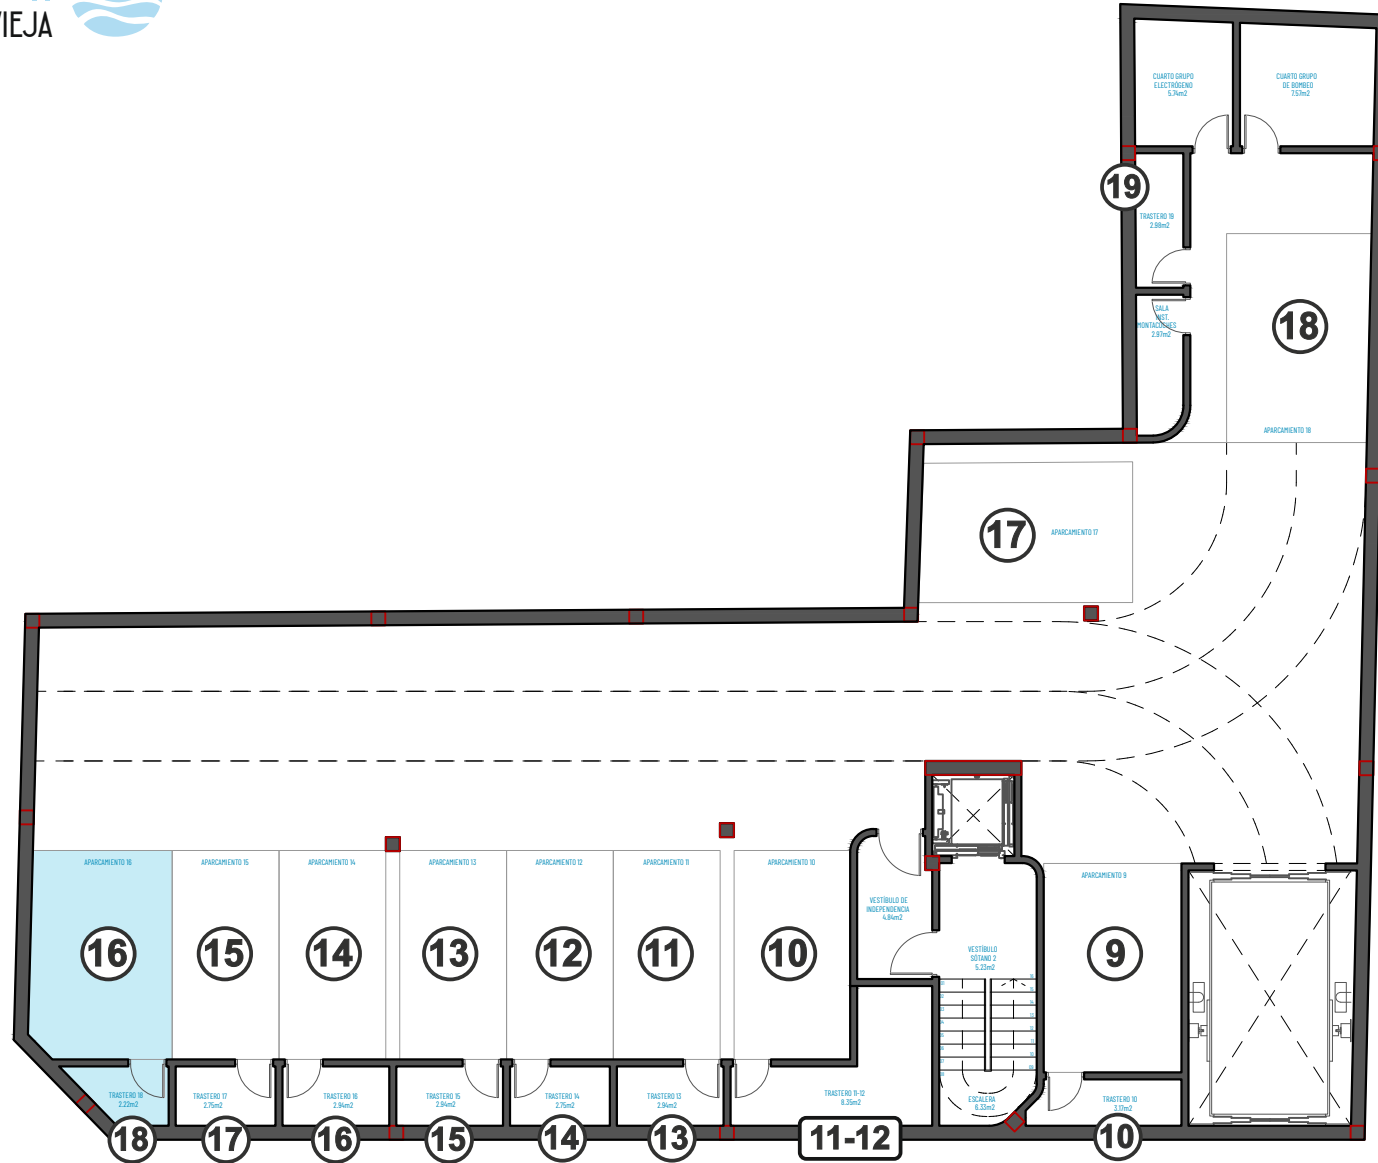 VIEJA
CUARTO GRUPO
ELECTRÓGENO
5.74m2
CUARTO GRUPO
DE BOMBEO
7.57m2
19
TRASTERO 19
2.98m2
SALA
INST.
MONTACOCHES
2.97m2
18
APARCAMIENTO 18
17
APARCAMIENTO 17
APARCAMIENTO 16
APARCAMIENTO 15
APARCAMIENTO 14
APARCAMIENTO 13
APARCAMIENTO 12
APARCAMIENTO 11
APARCAMIENTO 10
APARCAMIENTO 9
VESTÍBULO DE
INDEPENDENCIA
4.84m2
16
15
14
13
12
11
10
9
VESTÍBULO
SÓTANO 2
5.23m2
TRASTERO 18
2.22m2
TRASTERO 17
2.75m2
TRASTERO 16
2.94m2
TRASTERO 15
2.94m2
TRASTERO 14
2.75m2
TRASTERO 13
2.94m2
TRASTERO 11-12
8.35m2
ESCALERA
6.33m2
TRASTERO 10
3.17m2
18
17
16
15
14
13
11-12
10